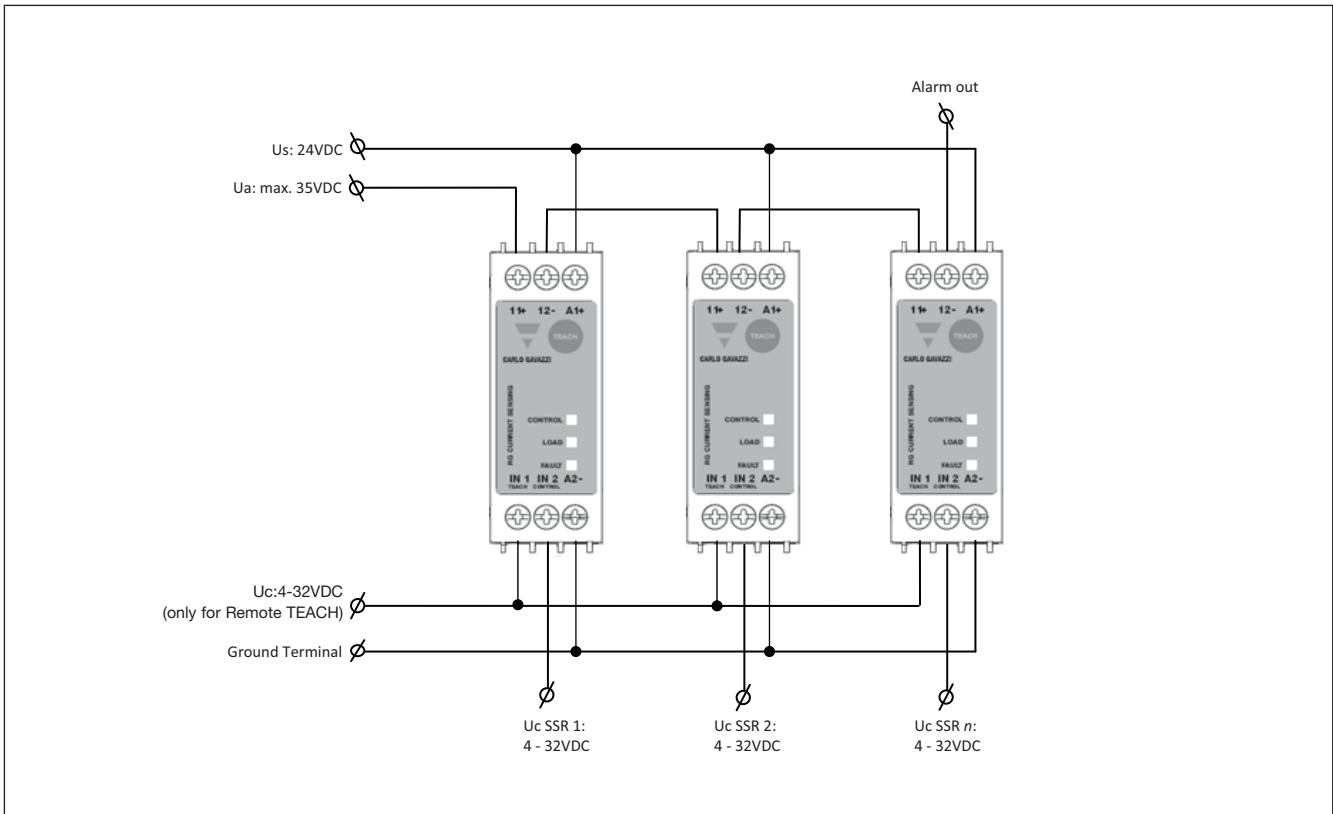 Alarm out
Us: 24VDC
Ua: max. 35VDC
11+ 12- A1+
TEACH
CARLO GAVAZZI
RG CURRENT SENSING
CONTROL
LOAD
FAULT
IN 1 IN 2 A2-
TEACH CONTROL
11+ 12- A1+
TEACH
CARLO GAVAZZI
RG CURRENT SENSING
CONTROL
LOAD
FAULT
IN 1 IN 2 A2-
TEACH CONTROL
11+ 12- A1+
TEACH
CARLO GAVAZZI
RG CURRENT SENSING
CONTROL
LOAD
FAULT
IN 1 IN 2 A2-
TEACH CONTROL
Uc:4-32VDC
(only for Remote TEACH)
Ground Terminal
Uc SSR 1:
4 - 32VDC
Uc SSR 2:
4 - 32VDC
Uc SSR n:
4 - 32VDC